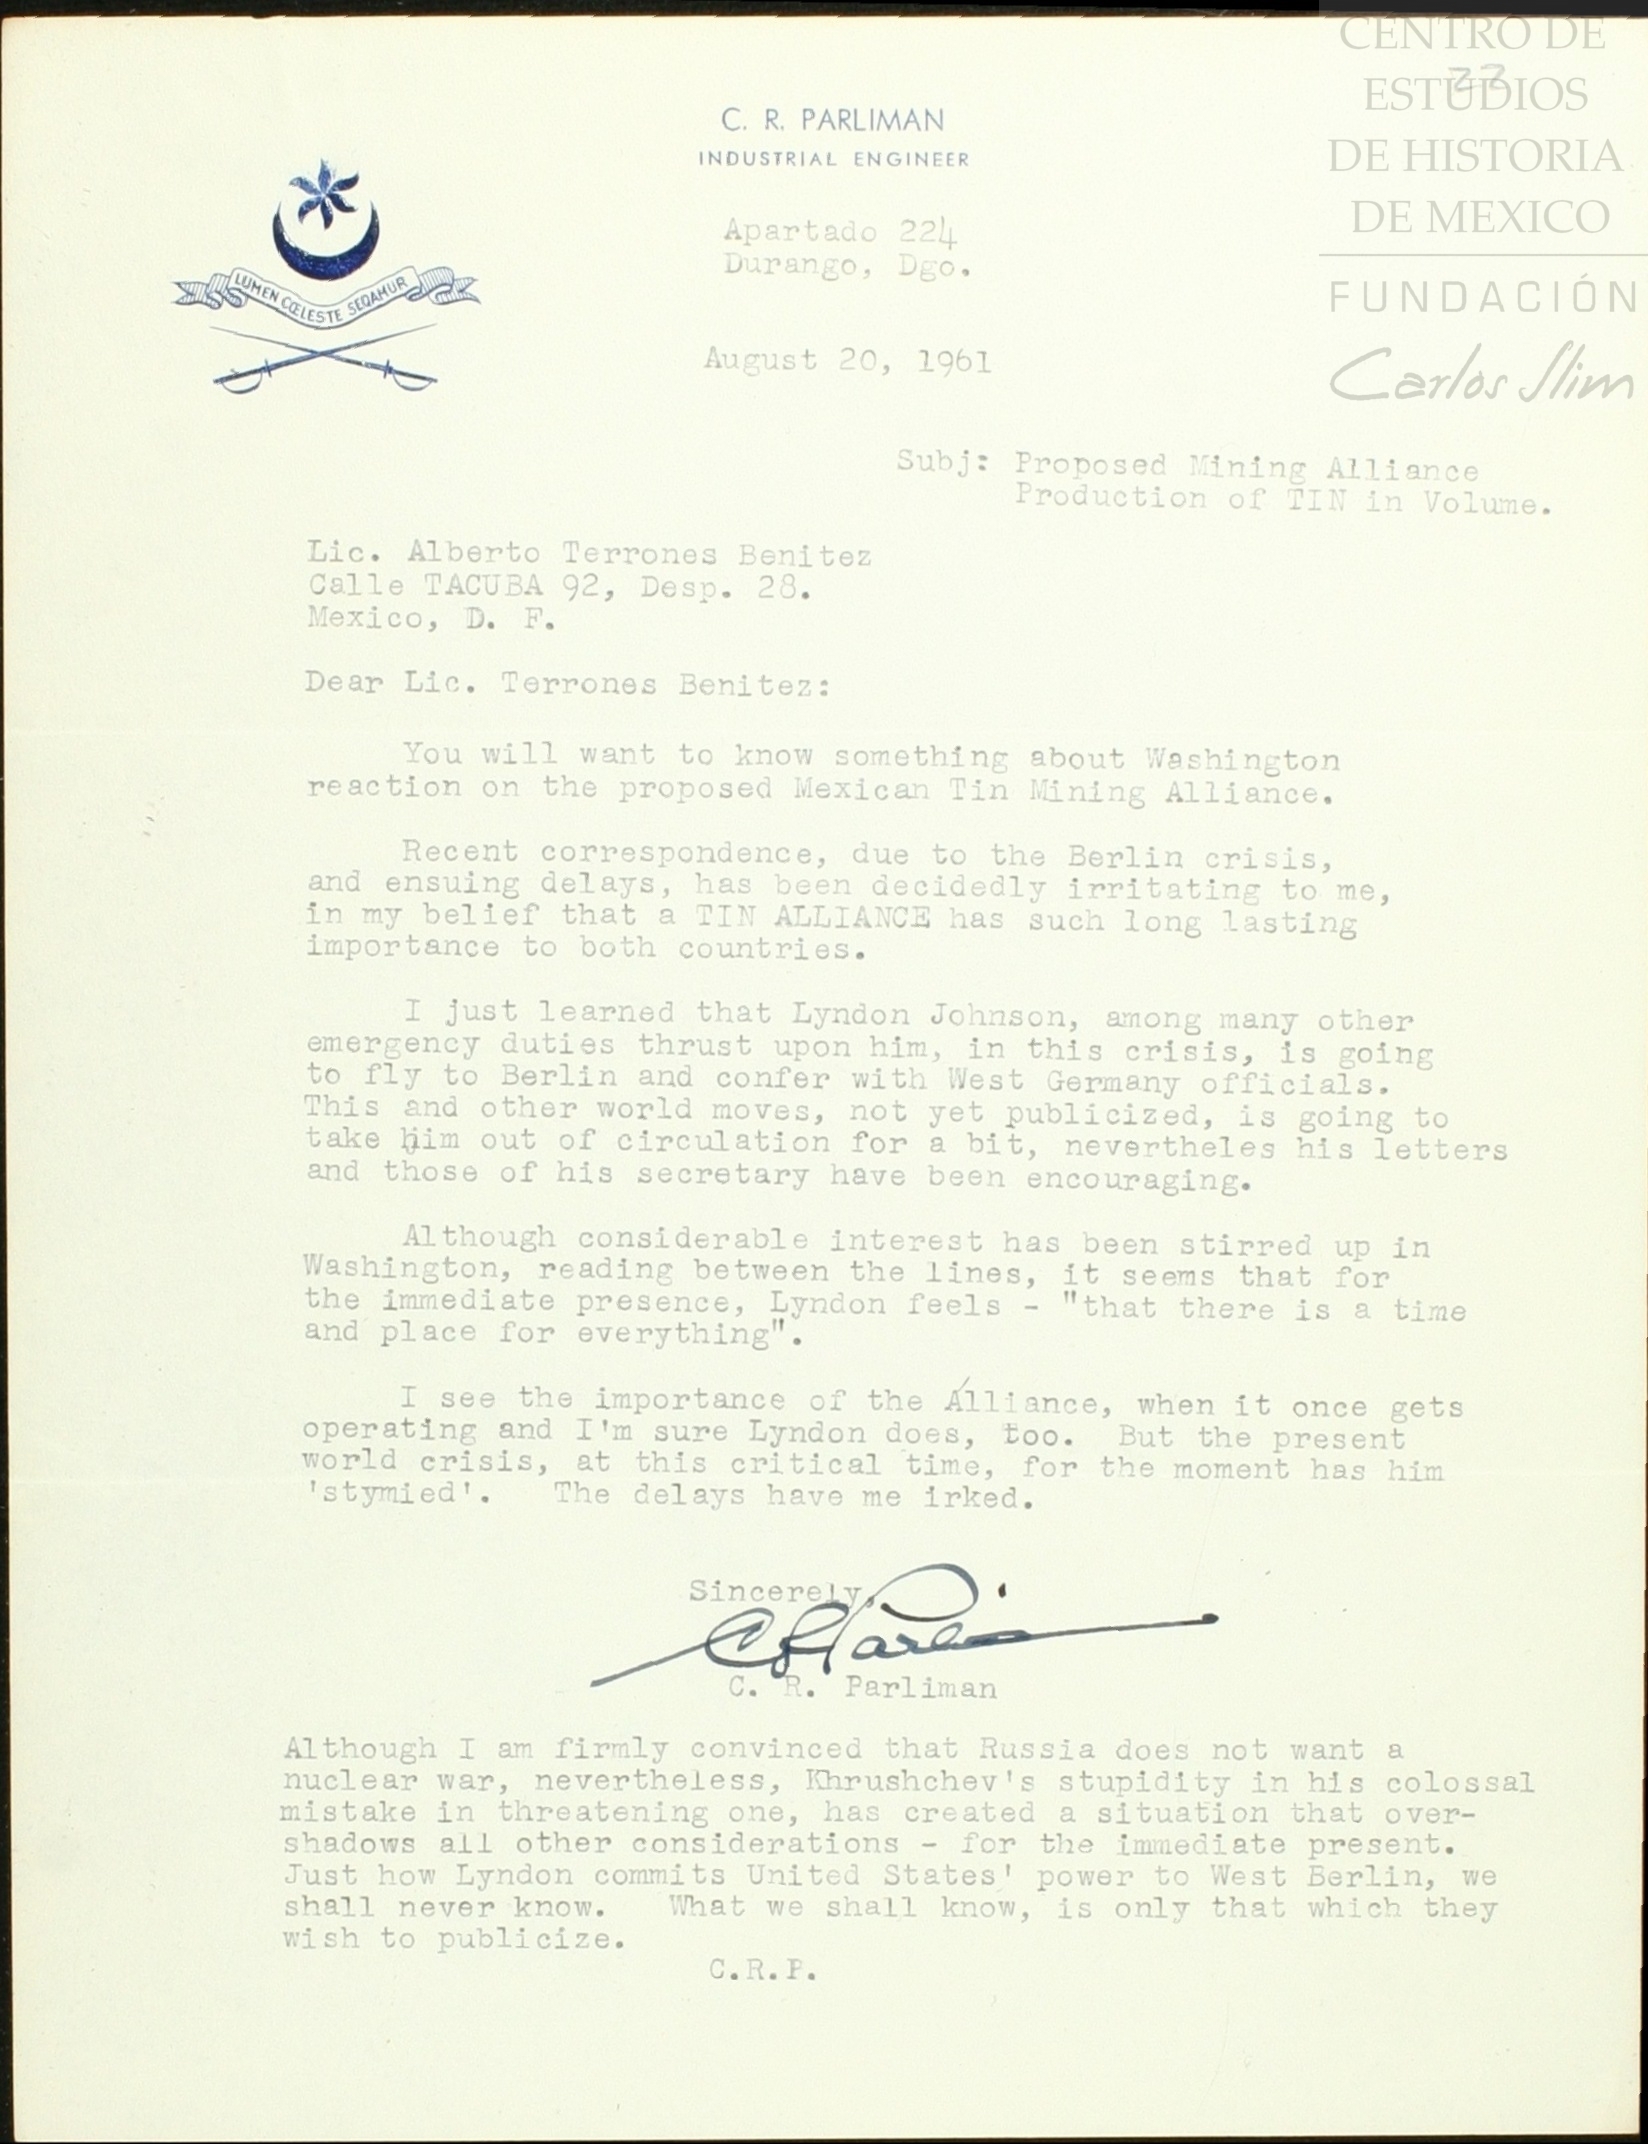 CENTRO DE
ESTUDIOS
DE HISTORIA
DE MEXICO
FUNDACIÓN
Carlos Slim
C. R. PARLIMAN
INDUSTRIAL ENGINEER
LUMEN CŒLESTE SEQAMUR
Apartado 224
Durango, Dgo.
August 20, 1961
Subj: Proposed Mining Alliance
Production of TIN in Volume.
Lic. Alberto Terrones Benitez
Calle TACUBA 92, Desp. 28.
Mexico, D. F.
Dear Lic. Terrones Benitez:
You will want to know something about Washington
reaction on the proposed Mexican Tin Mining Alliance.
Recent correspondence, due to the Berlin crisis,
and ensuing delays, has been decidedly irritating to me,
in my belief that a TIN ALLIANCE has such long lasting
importance to both countries.
I just learned that Lyndon Johnson, among many other
emergency duties thrust upon him, in this crisis, is going
to fly to Berlin and confer with West Germany officials.
This and other world moves, not yet publicized, is going to
take him out of circulation for a bit, nevertheles his letters
and those of his secretary have been encouraging.
Although considerable interest has been stirred up in
Washington, reading between the lines, it seems that for
the immediate presence, Lyndon feels - "that there is a time
and place for everything".
I see the importance of the Alliance, when it once gets
operating and I'm sure Lyndon does, too. But the present
world crisis, at this critical time, for the moment has him
'stymied'. The delays have me irked.
Sincerely,
C. R. Parliman
Although I am firmly convinced that Russia does not want a
nuclear war, nevertheless, Khrushchev's stupidity in his colossal
mistake in threatening one, has created a situation that over-
shadows all other considerations - for the immediate present.
Just how Lyndon commits United States' power to West Berlin, we
shall never know. What we shall know, is only that which they
wish to publicize.
C.R.P.